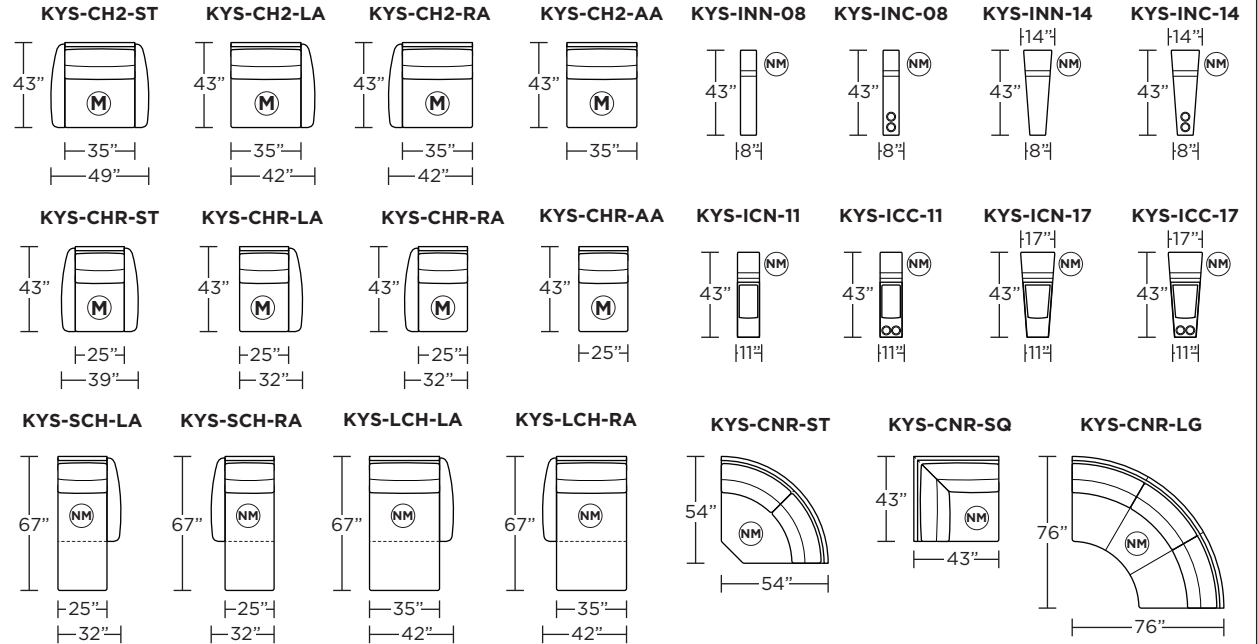 KYS-CH2-ST KYS-CH2-LA KYS-CH2-RA KYS-CH2-AA KYS-INN-08 KYS-INC-08 KYS-INN-14 KYS-INC-14
14” 14”
NM NM NM NM
43” 43” 43” 43” 43” 43” 43” 43”
M M M M
35” 35” 35” 35” 8” 8” 8” 8”
49” 42” 42”
KYS-CHR-ST KYS-CHR-LA KYS-CHR-RA KYS-CHR-AA KYS-ICN-11 KYS-ICC-11 KYS-ICN-17 KYS-ICC-17
17” 17”
NM NM NM NM
43” 43” 43” 43” 43” 43” 43” 43”
M M M M
25” 25” 25” 25” 11” 11” 11” 11”
39” 32” 32”
KYS-SCH-LA KYS-SCH-RA KYS-LCH-LA KYS-LCH-RA KYS-CNR-ST KYS-CNR-SQ KYS-CNR-LG
67” 67” 67” 67” 54” 43” 76”
NM NM NM NM NM NM NM
43”
54”
25” 25” 35” 35”
32” 32” 42” 42” 76”